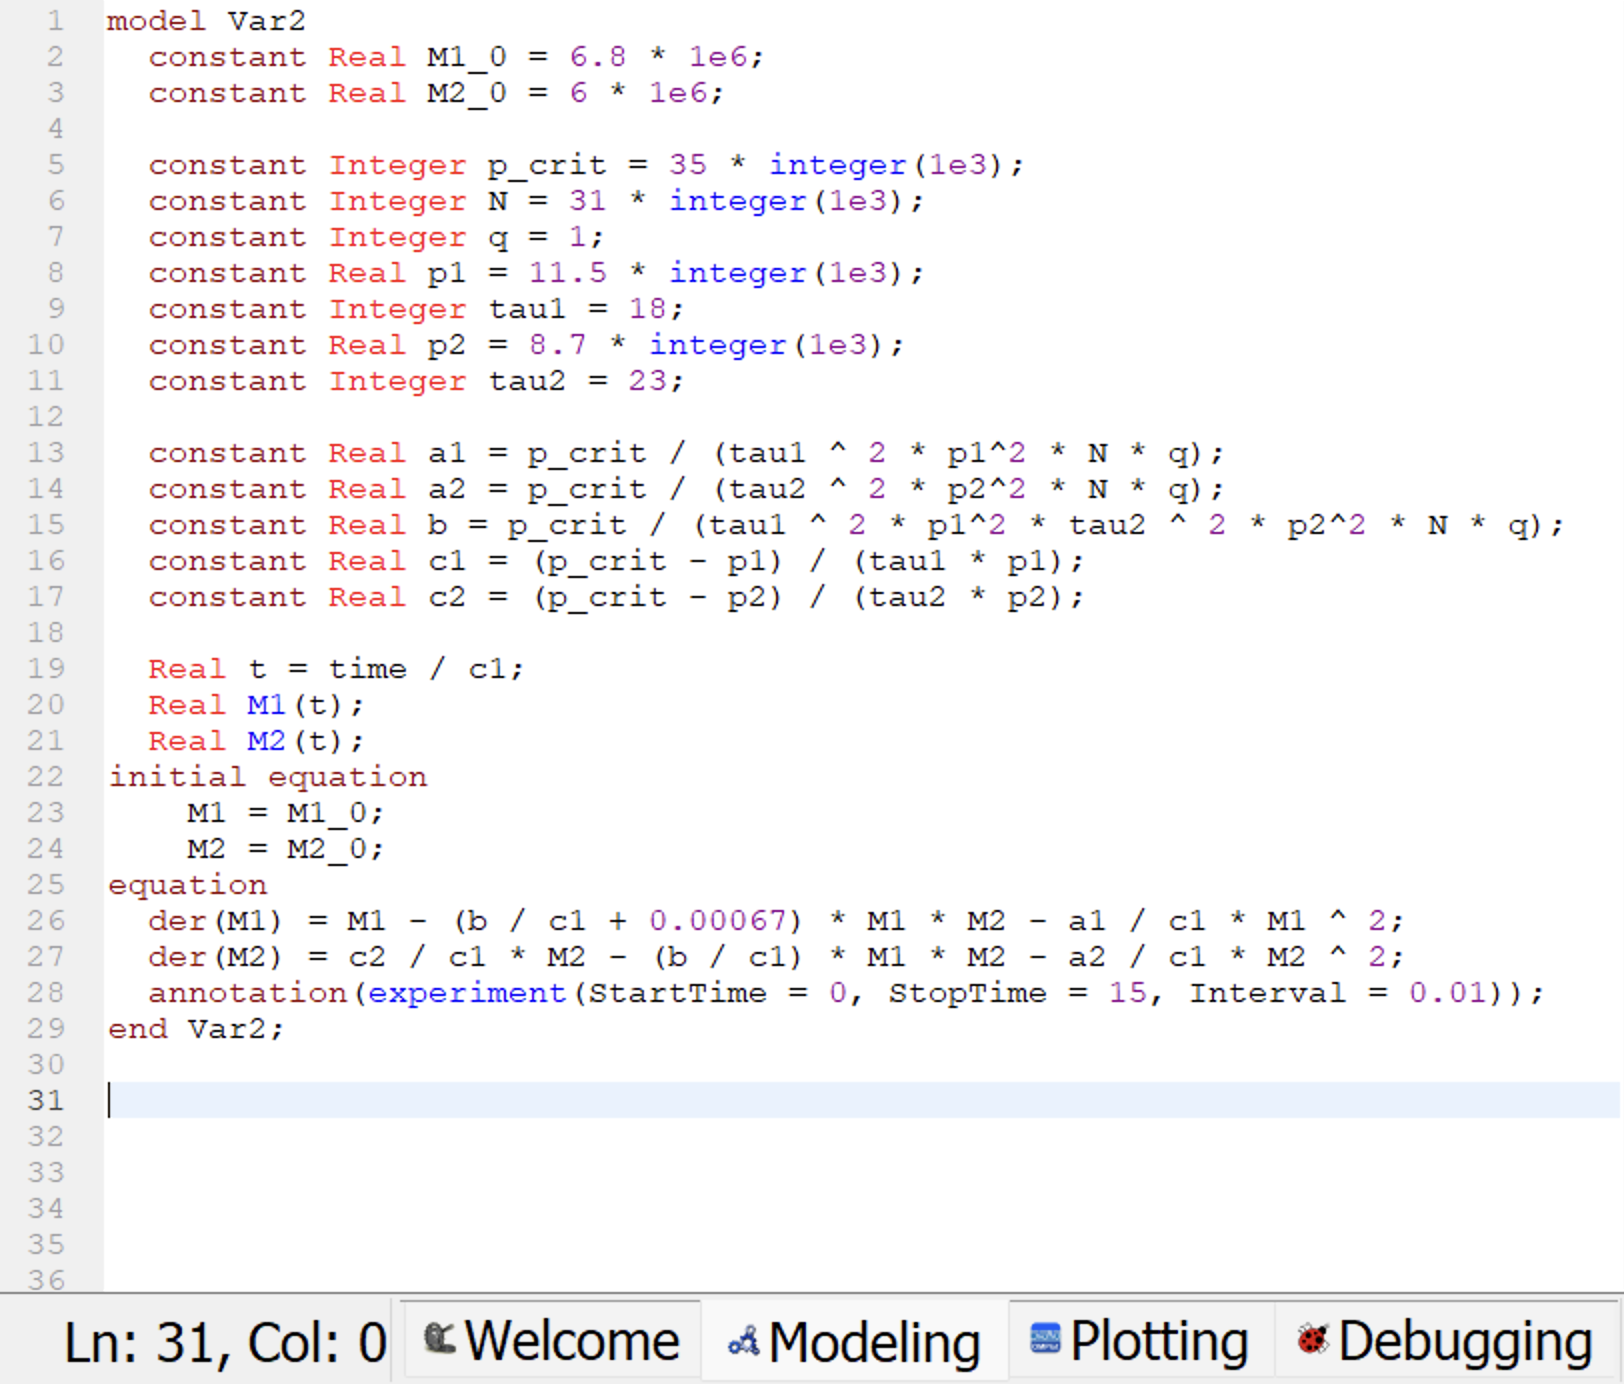 1 model Var2
2 constant Real M1_0 = 6.8 * 1e6;
3 constant Real M2_0 = 6 * 1e6;
4
5 constant Integer p_crit = 35 * integer(1e3);
6 constant Integer N = 31 * integer(1e3);
7 constant Integer q = 1;
8 constant Real p1 = 11.5 * integer(1e3);
9 constant Integer tau1 = 18;
10 constant Real p2 = 8.7 * integer(1e3);
11 constant Integer tau2 = 23;
12
13 constant Real a1 = p_crit / (tau1 ^ 2 * p1^2 * N * q);
14 constant Real a2 = p_crit / (tau2 ^ 2 * p2^2 * N * q);
15 constant Real b = p_crit / (tau1 ^ 2 * p1^2 * tau2 ^ 2 * p2^2 * N * q);
16 constant Real c1 = (p_crit - p1) / (tau1 * p1);
17 constant Real c2 = (p_crit - p2) / (tau2 * p2);
18
19 Real t = time / c1;
20 Real M1(t);
21 Real M2(t);
22 initial equation
23 M1 = M1_0;
24 M2 = M2_0;
25 equation
26 der(M1) = M1 - (b / c1 + 0.00067) * M1 * M2 - a1 / c1 * M1 ^ 2;
27 der(M2) = c2 / c1 * M2 - (b / c1) * M1 * M2 - a2 / c1 * M2 ^ 2;
28 annotation(experiment(StartTime = 0, StopTime = 15, Interval = 0.01));
29 end Var2;
30
31
32
33
34
35
36
Ln: 31, Col: 0 Welcome Modeling Plotting Debugging